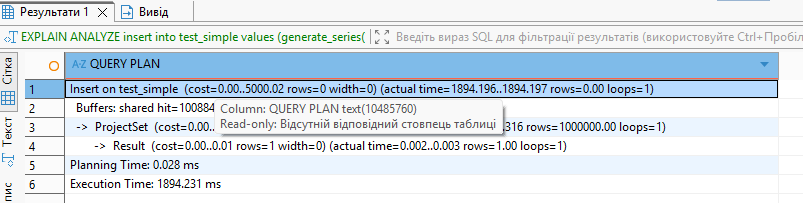 Результати 1
Вивід
EXPLAIN ANALYZE insert into test_simple values (generate_series(
Введіть вираз SQL для фільтрації результатів (використовуйте Ctrl+Пробіл
Сітка
Текст
A-Z QUERY PLAN
1 Insert on test_simple (cost=0.00..5000.02 rows=0 width=0) (actual time=1894.196..1894.197 rows=0.00 loops=1)
2 Buffers: shared hit=100884
Column: QUERY PLAN text(10485760)
Read-only: Відсутній відповідний стовпець таблиці
3 -> ProjectSet (cost=0.00.. .316 rows=1000000.00 loops=1)
4 -> Result (cost=0.00..0.01 rows=1 width=0) (actual time=0.002..0.003 rows=1.00 loops=1)
5 Planning Time: 0.028 ms
6 Execution Time: 1894.231 ms